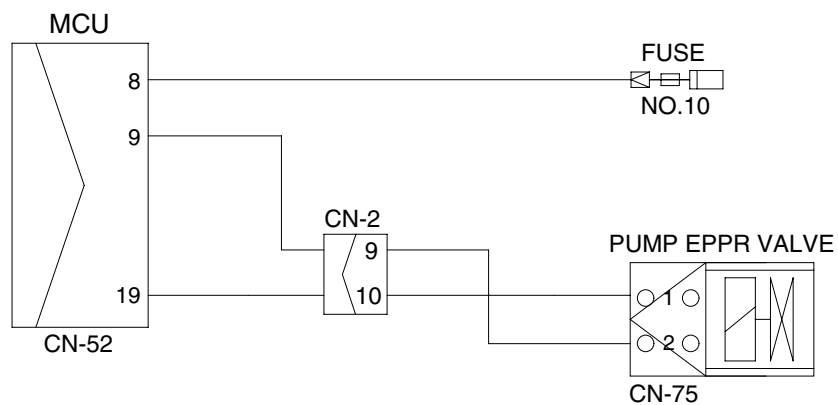 MCU
FUSE
8
NO.10
9
CN-2
9
PUMP EPPR VALVE
19
10
1
2
CN-52
CN-75